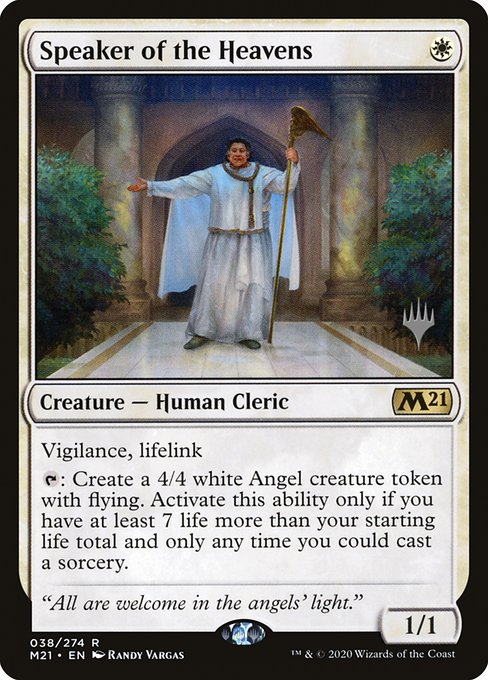 Speaker of the Heavens
Creature — Human Cleric
M21
Vigilance, lifelink
: Create a 4/4 white Angel creature token
with flying. Activate this ability only if you
have at least 7 life more than your starting
life total and only any time you could cast
a sorcery.
“All are welcome in the angels’ light.”
1/1
038/274 R
M21 • EN Randy Vargas
™ & © 2020 Wizards of the Coast